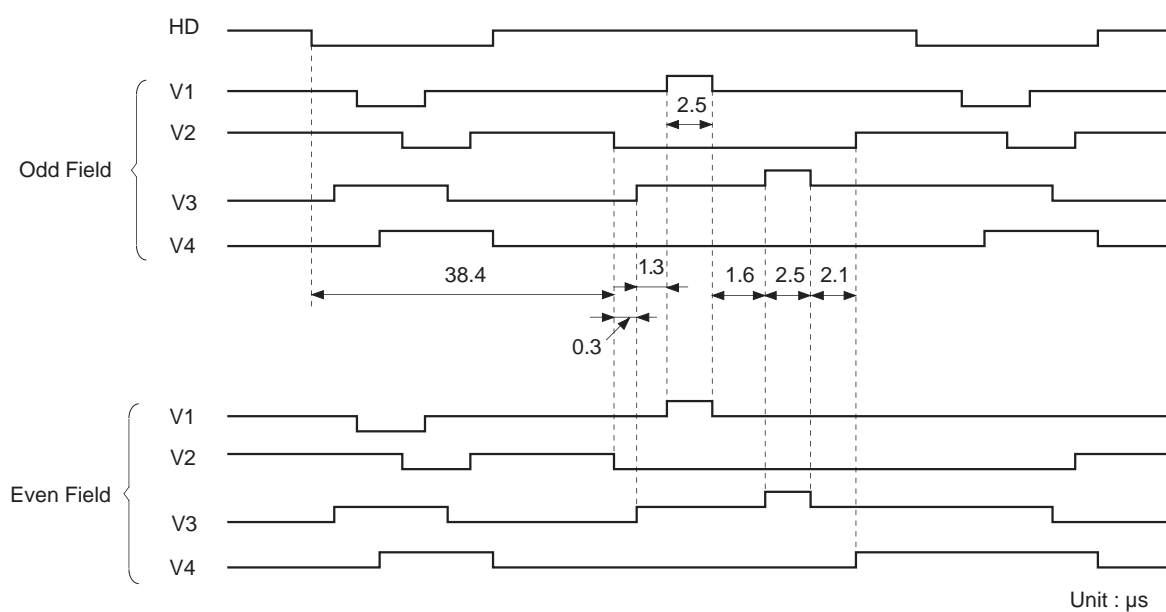 HD
V1
2.5
V2
Odd Field
V3
V4
38.4
1.3
1.6
2.5
2.1
0.3
V1
V2
Even Field
V3
V4
Unit : μs